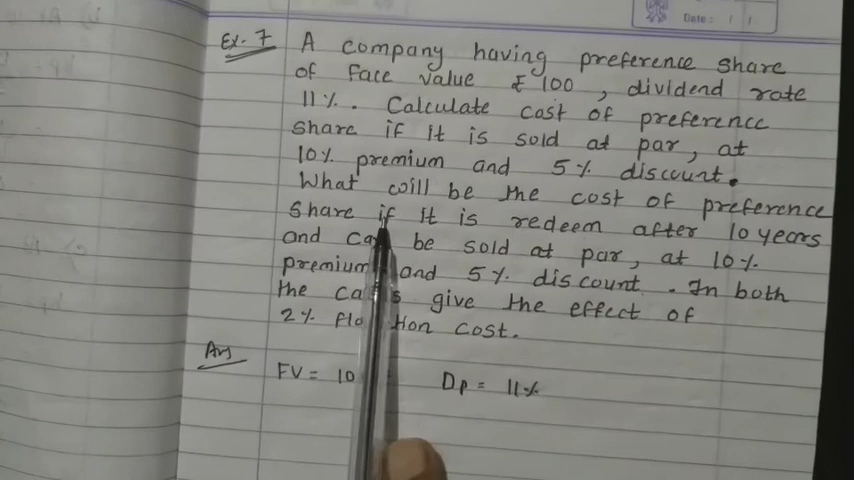 Date: / /
Ex. 7 A company having preference share
of Face value ₹ 100, dividend rate
11%. Calculate cost of preference
share if it is sold at par, at
10% premium and 5% discount.
What will be the cost of preference
share if it is redeem after 10 years
and be sold at par, at 10%
premium and 5% discount. In both
the give the effect of
2% cost.
Ans
FV = 10 Dp = 11%